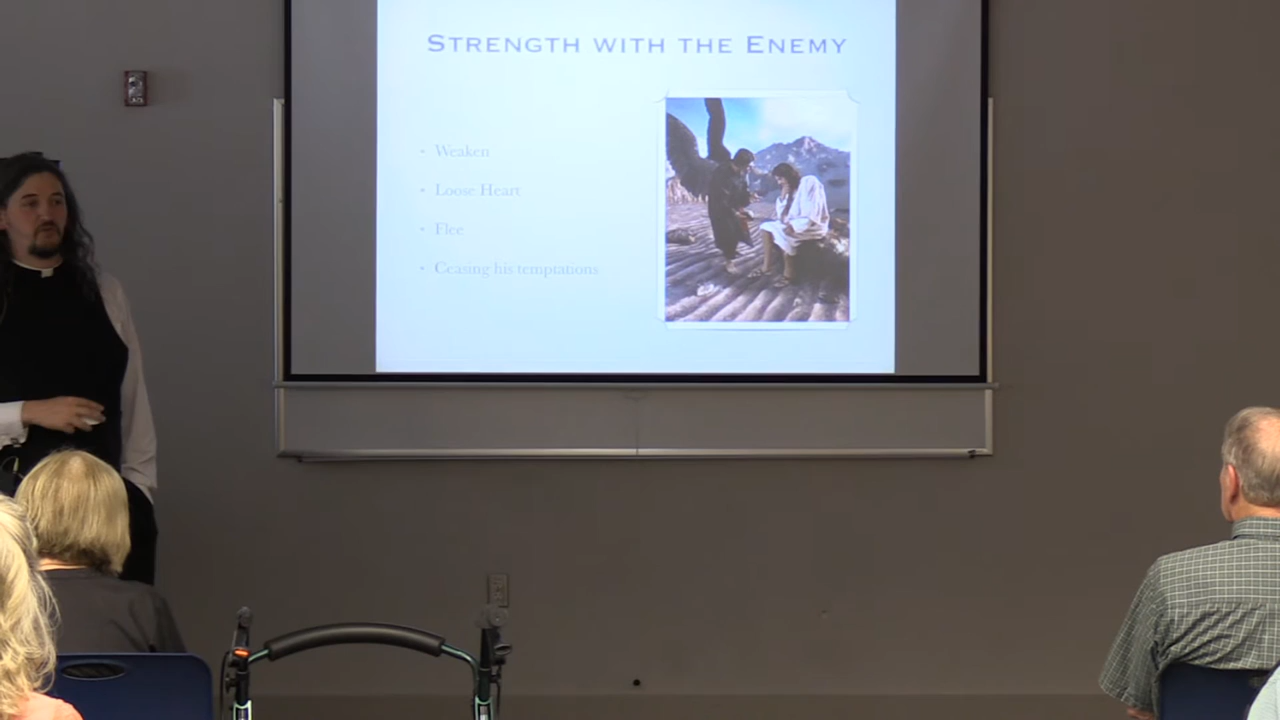 STRENGTH WITH THE ENEMY
• Weaken
• Loose Heart
• Flee
• Ceasing his temptations